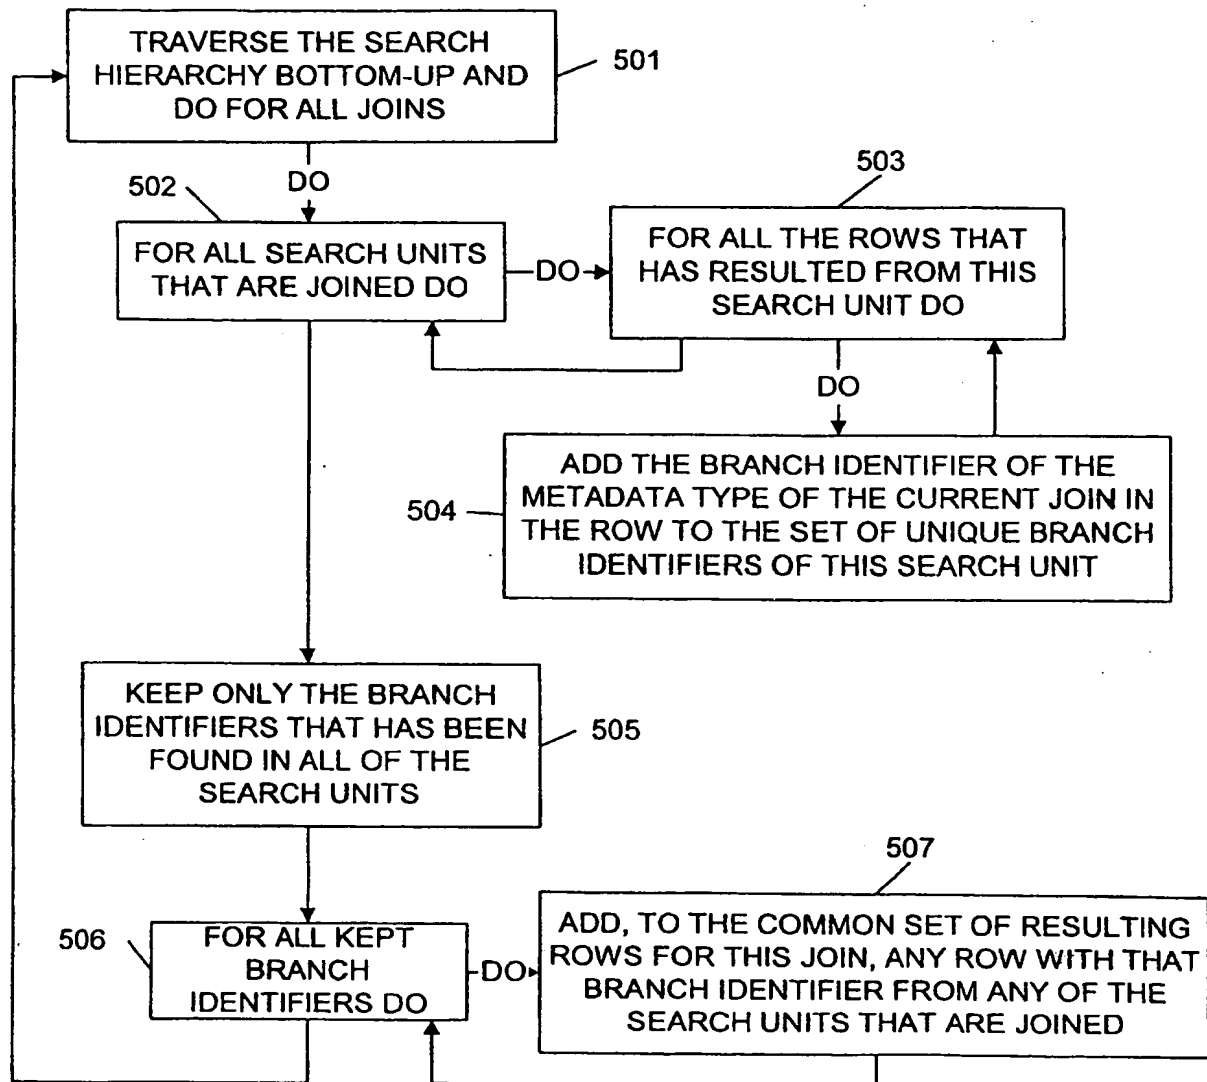 TRAVERSE THE SEARCH
HIERARCHY BOTTOM-UP AND
DO FOR ALL JOINS
501
DO
502
FOR ALL SEARCH UNITS
THAT ARE JOINED DO
DO
503
FOR ALL THE ROWS THAT
HAS RESULTED FROM THIS
SEARCH UNIT DO
DO
504
ADD THE BRANCH IDENTIFIER OF THE
METADATA TYPE OF THE CURRENT JOIN IN
THE ROW TO THE SET OF UNIQUE BRANCH
IDENTIFIERS OF THIS SEARCH UNIT
KEEP ONLY THE BRANCH
IDENTIFIERS THAT HAS BEEN
FOUND IN ALL OF THE
SEARCH UNITS
505
506
FOR ALL KEPT
BRANCH
IDENTIFIERS DO
DO
507
ADD, TO THE COMMON SET OF RESULTING
ROWS FOR THIS JOIN, ANY ROW WITH THAT
BRANCH IDENTIFIER FROM ANY OF THE
SEARCH UNITS THAT ARE JOINED